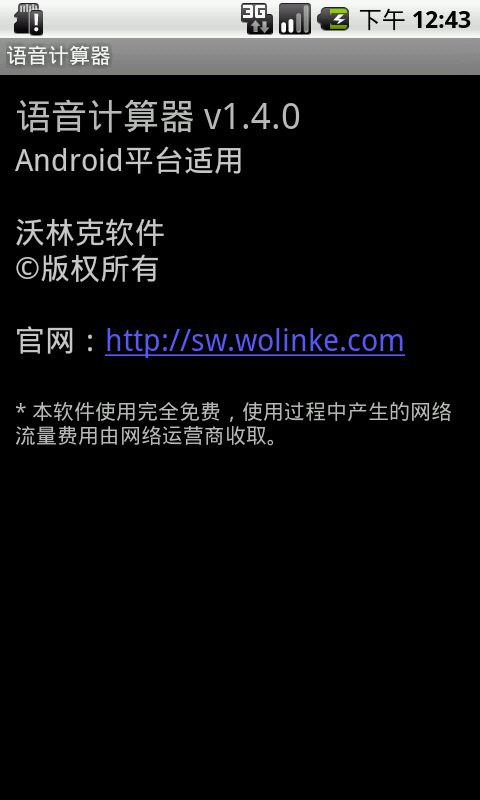 3G 下午 12:43
语音计算器
语音计算器 v1.4.0
Android平台适用
沃林克软件
©版权所有
官网：http://sw.wolinke.com
* 本软件使用完全免费，使用过程中产生的网络
流量费用由网络运营商收取。